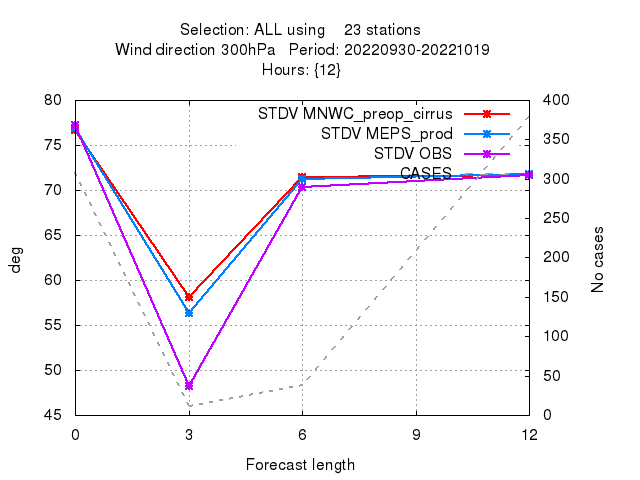 Selection: ALL using    23 stations
Wind direction 300hPa   Period: 20220930-20221019
Hours: {12}
STDV MNWC_preop_cirrus
STDV MEPS_prod
STDV OBS
CASES
80
75
70
65
60
55
50
45
deg
400
350
300
250
200
150
100
50
0
No cases
0 3 6 9 12
Forecast length